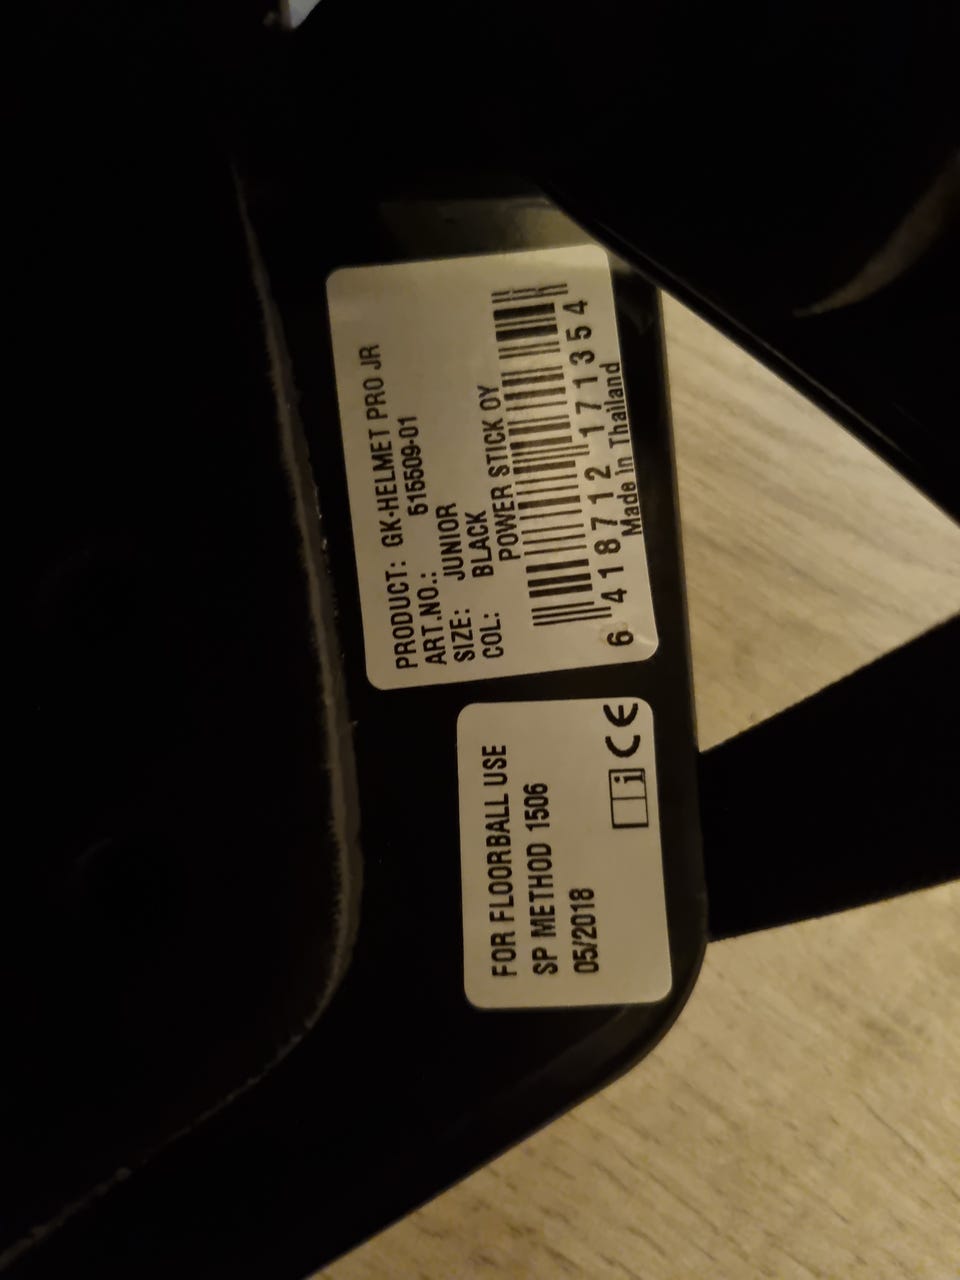 PRODUCT: GK-HELMET PRO JR
ART.NO.: 515509-01
SIZE: JUNIOR
COL: BLACK
POWER STICK OY
6 418712 171354
Made In Thailand
FOR FLOORBALL USE
SP METHOD 1506
05/2018
i CE